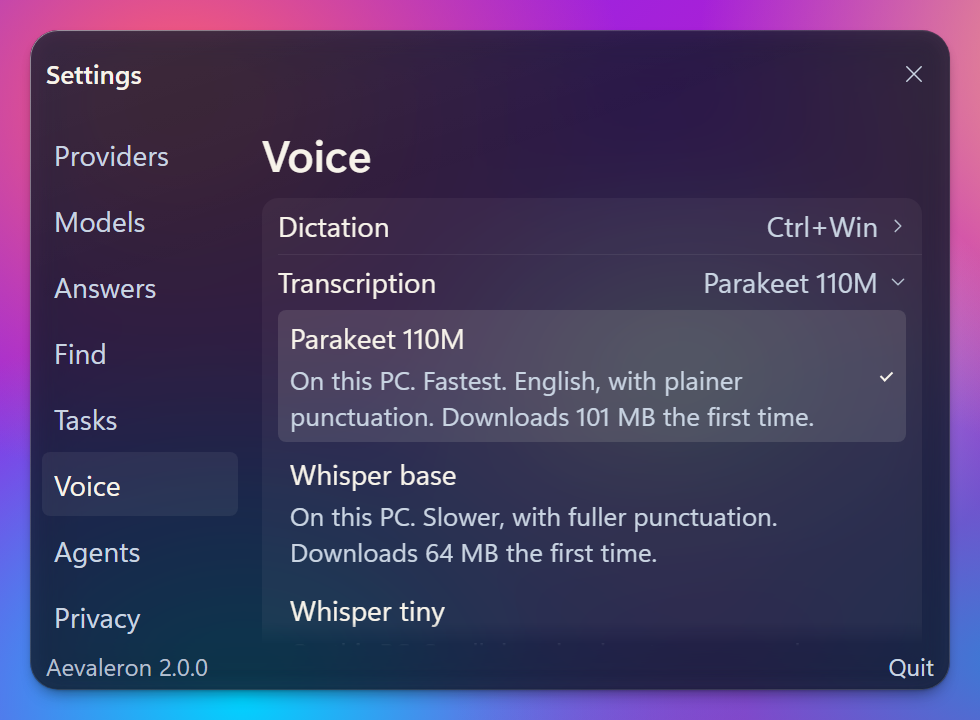 Settings
Providers
Models
Answers
Find
Tasks
Voice
Agents
Privacy
Voice
Dictation Ctrl+Win
Transcription Parakeet 110M
Parakeet 110M
On this PC. Fastest. English, with plainer
punctuation. Downloads 101 MB the first time.
Whisper base
On this PC. Slower, with fuller punctuation.
Downloads 64 MB the first time.
Whisper tiny
Aevaleron 2.0.0
Quit